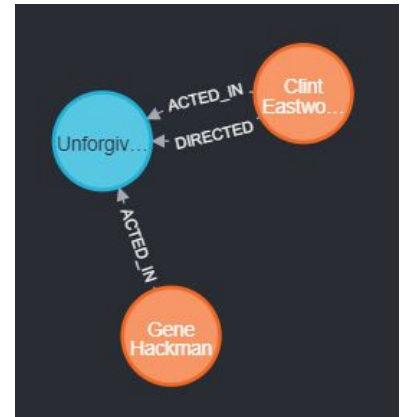 Clint
Eastwo...
ACTED_IN
Unforgiv...
DIRECTED
ACTED_IN
Gene
Hackman